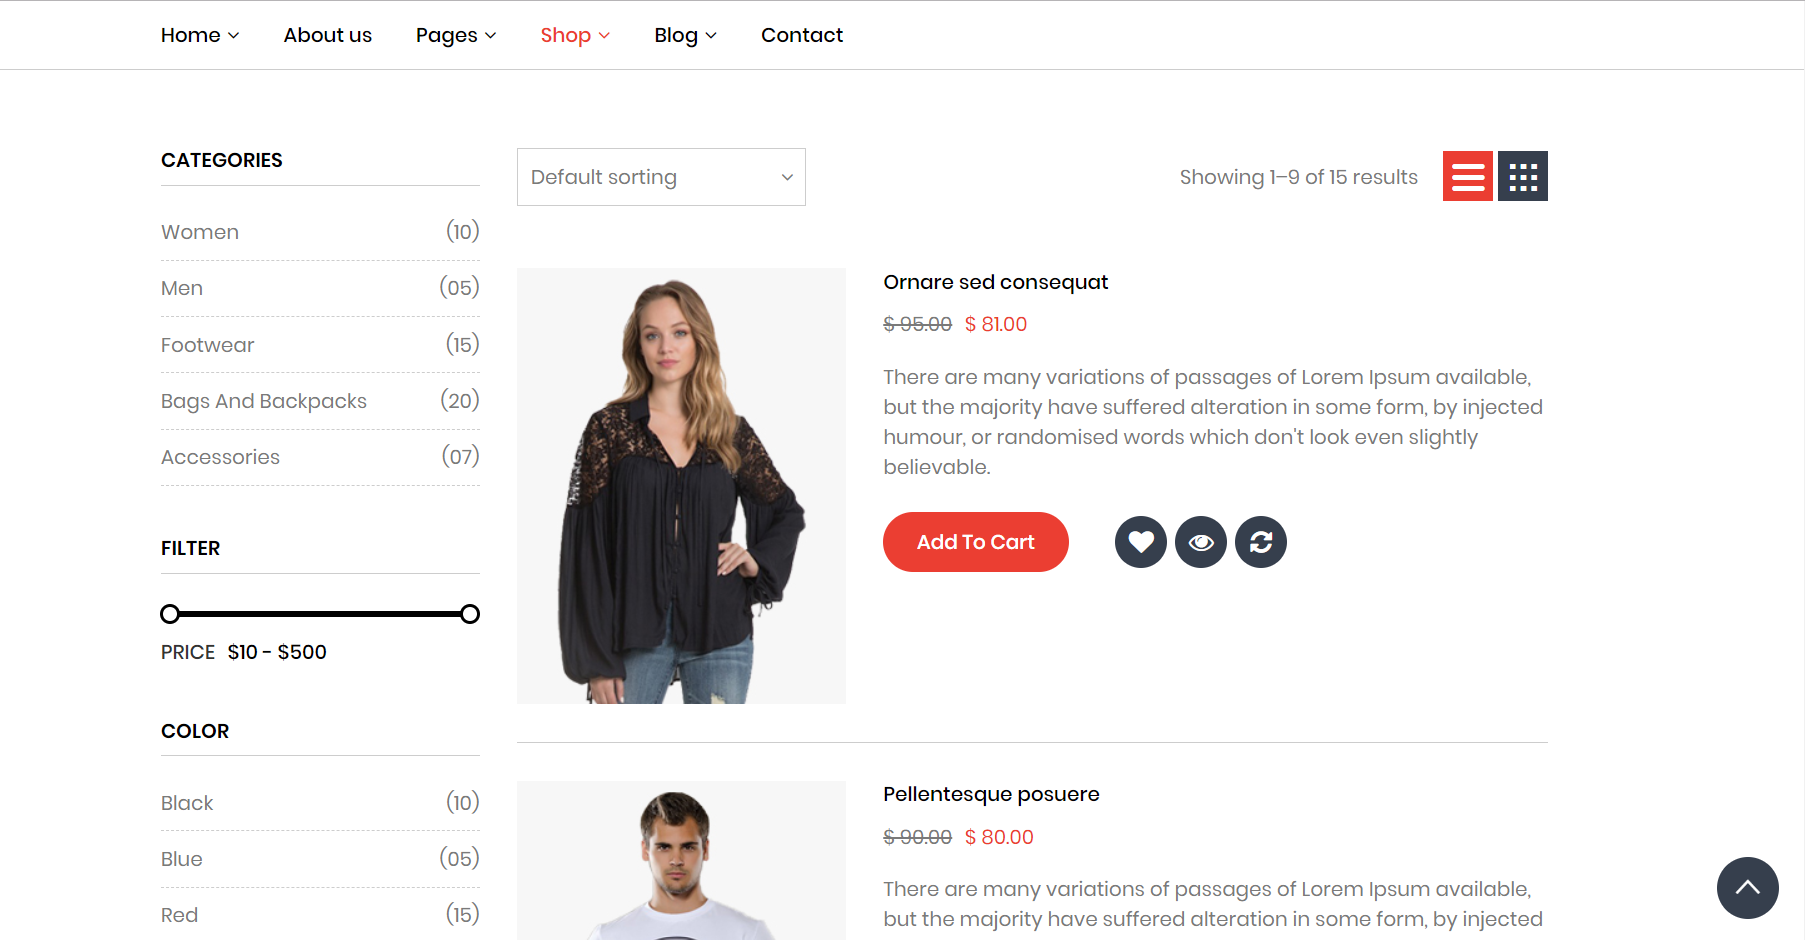 Home About us Pages Shop Blog Contact
CATEGORIES
Women (10)
Men (05)
Footwear (15)
Bags And Backpacks (20)
Accessories (07)
FILTER
PRICE $10 - $500
COLOR
Black (10)
Blue (05)
Red (15)
Default sorting
Showing 1–9 of 15 results
Ornare sed consequat
$ 95.00 $ 81.00
There are many variations of passages of Lorem Ipsum available,
but the majority have suffered alteration in some form, by injected
humour, or randomised words which don't look even slightly
believable.
Add To Cart
Pellentesque posuere
$ 90.00 $ 80.00
There are many variations of passages of Lorem Ipsum available,
but the majority have suffered alteration in some form, by injected